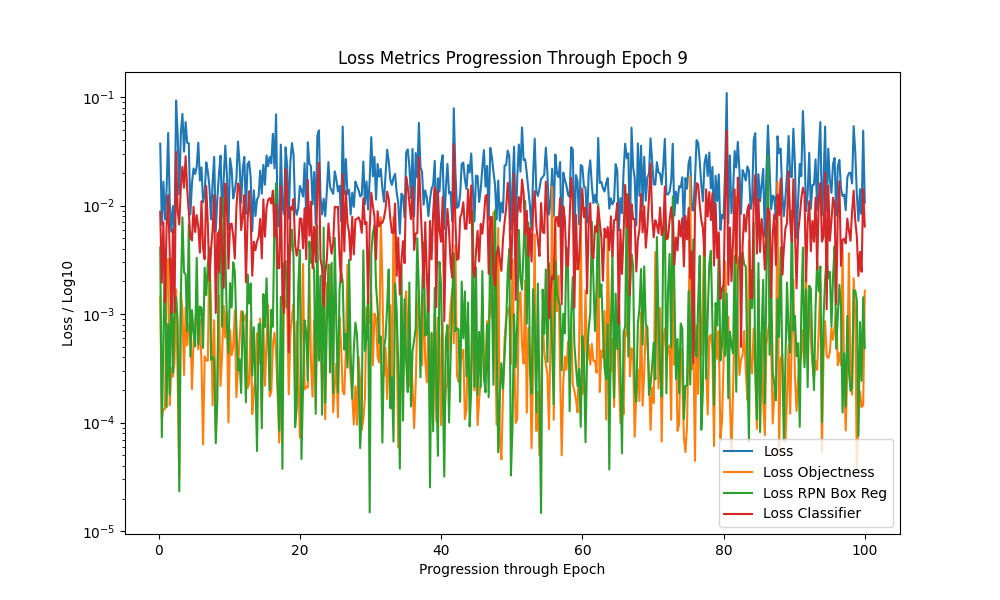 Loss Metrics Progression Through Epoch 9
Loss / Log10
10⁻¹
10⁻²
10⁻³
10⁻⁴
10⁻⁵
0 20 40 60 80 100
Progression through Epoch
Loss
Loss Objectness
Loss RPN Box Reg
Loss Classifier